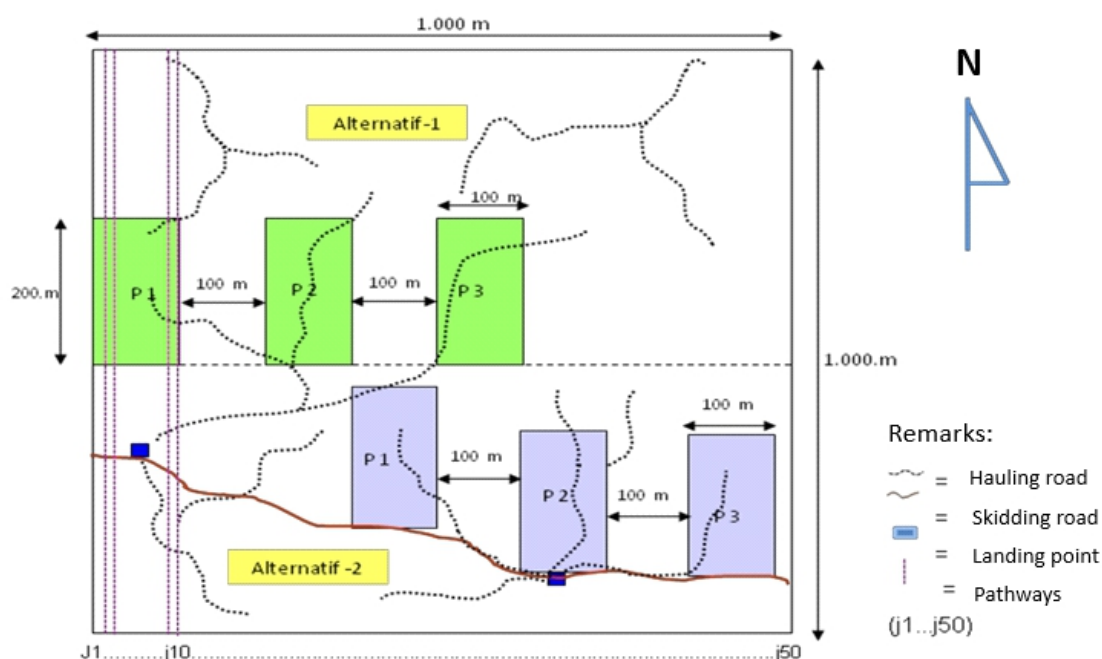 1.000 m
N
Alternatif-1
100 m
200.m
P 1
100 m
P 2
100 m
P 3
1.000.m
100 m
P 1
100 m
P 2
100 m
P 3
Alternatif -2
Remarks:
= Hauling road
= Skidding road
= Landing point
= Pathways
(j1...j50)
J1..........j10..........................................................................j50